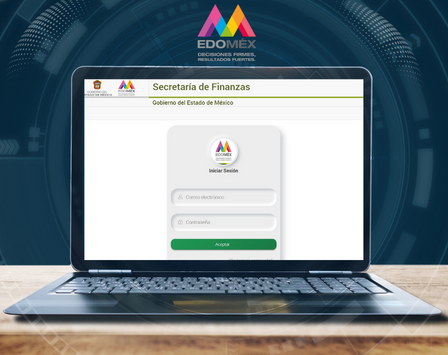 EDOMÉX
DECISIONES FIRMES,
RESULTADOS FUERTES.
EDOMÉX
Secretaría de Finanzas
Gobierno del Estado de México
EDOMÉX
Iniciar Sesión
Correo electrónico
Contraseña
Aceptar